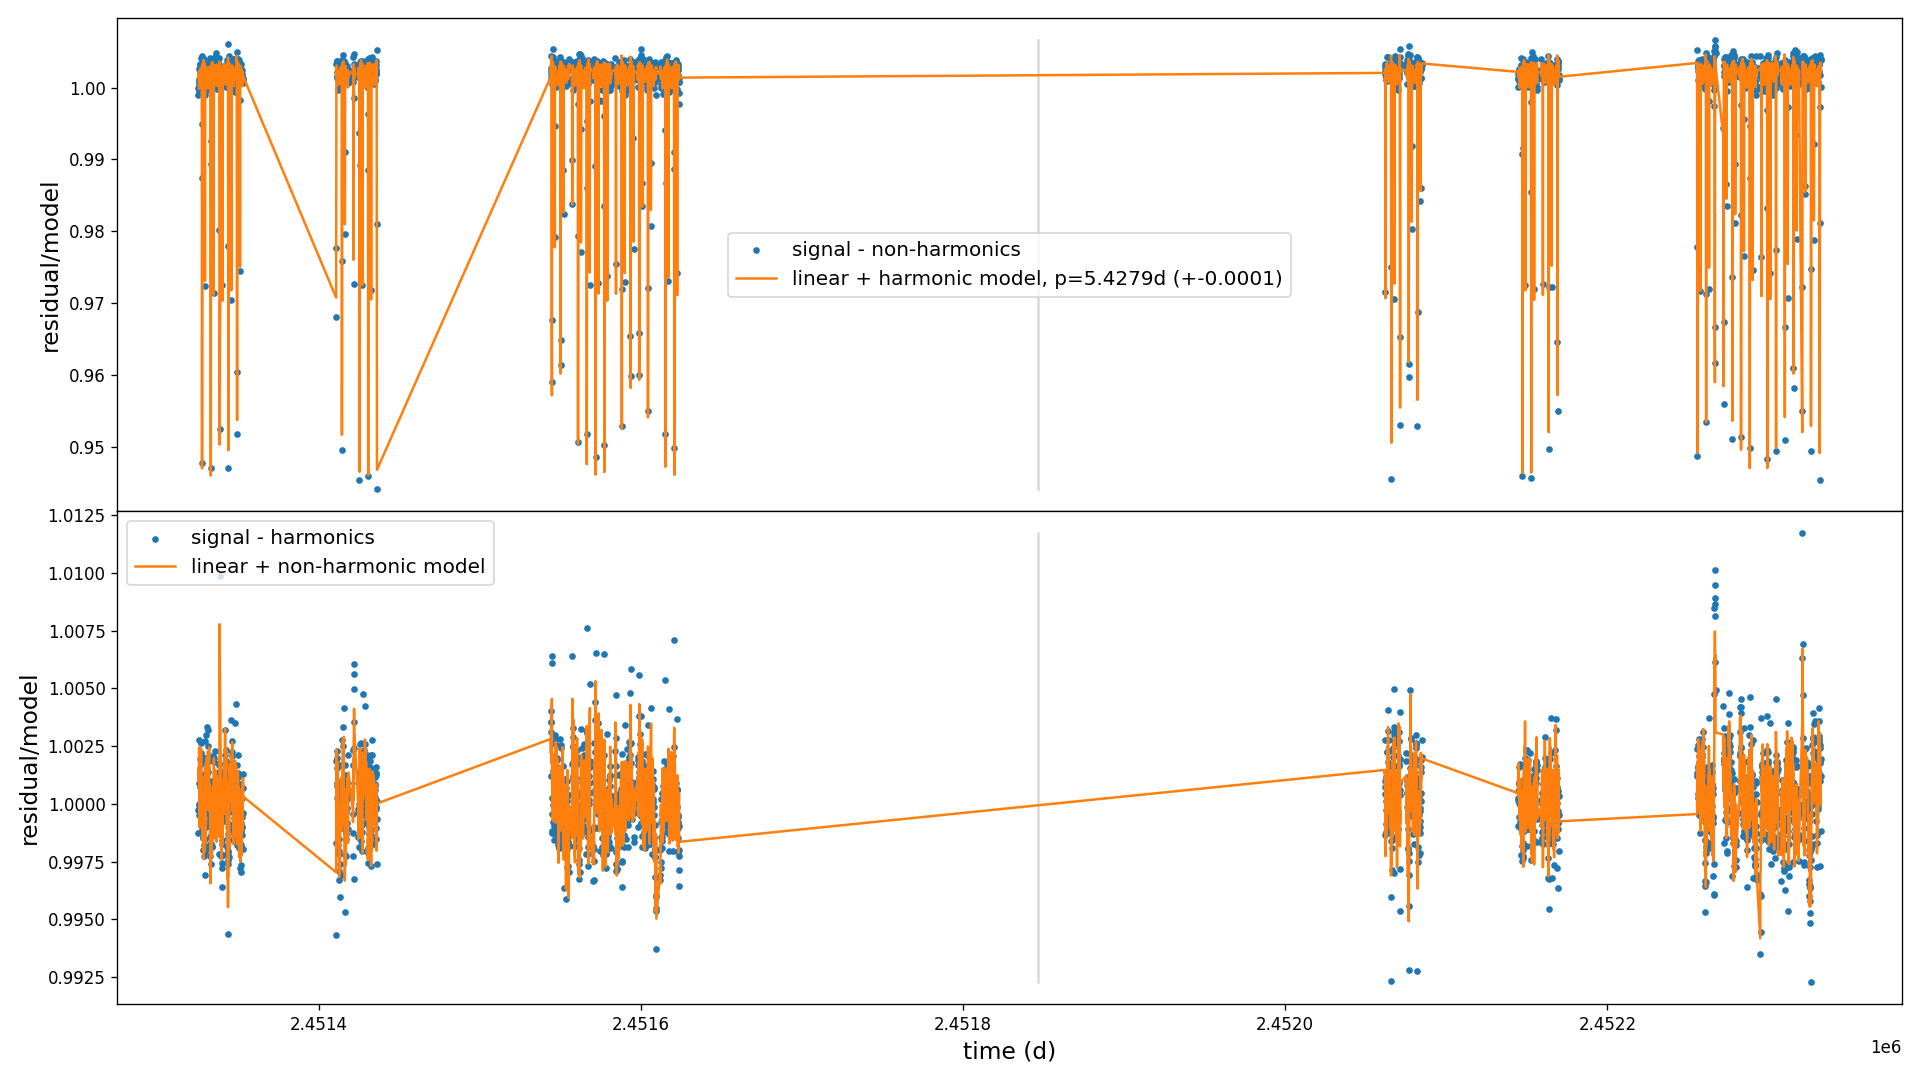 1.00
0.99
0.98
0.97
0.96
0.95
residual/model
signal - non-harmonics
linear + harmonic model, p=5.4279d (+-0.0001)
1.0125
1.0100
1.0075
1.0050
1.0025
1.0000
0.9975
0.9950
0.9925
residual/model
signal - harmonics
linear + non-harmonic model
2.4514
2.4516
2.4518
2.4520
2.4522
time (d)
1e6